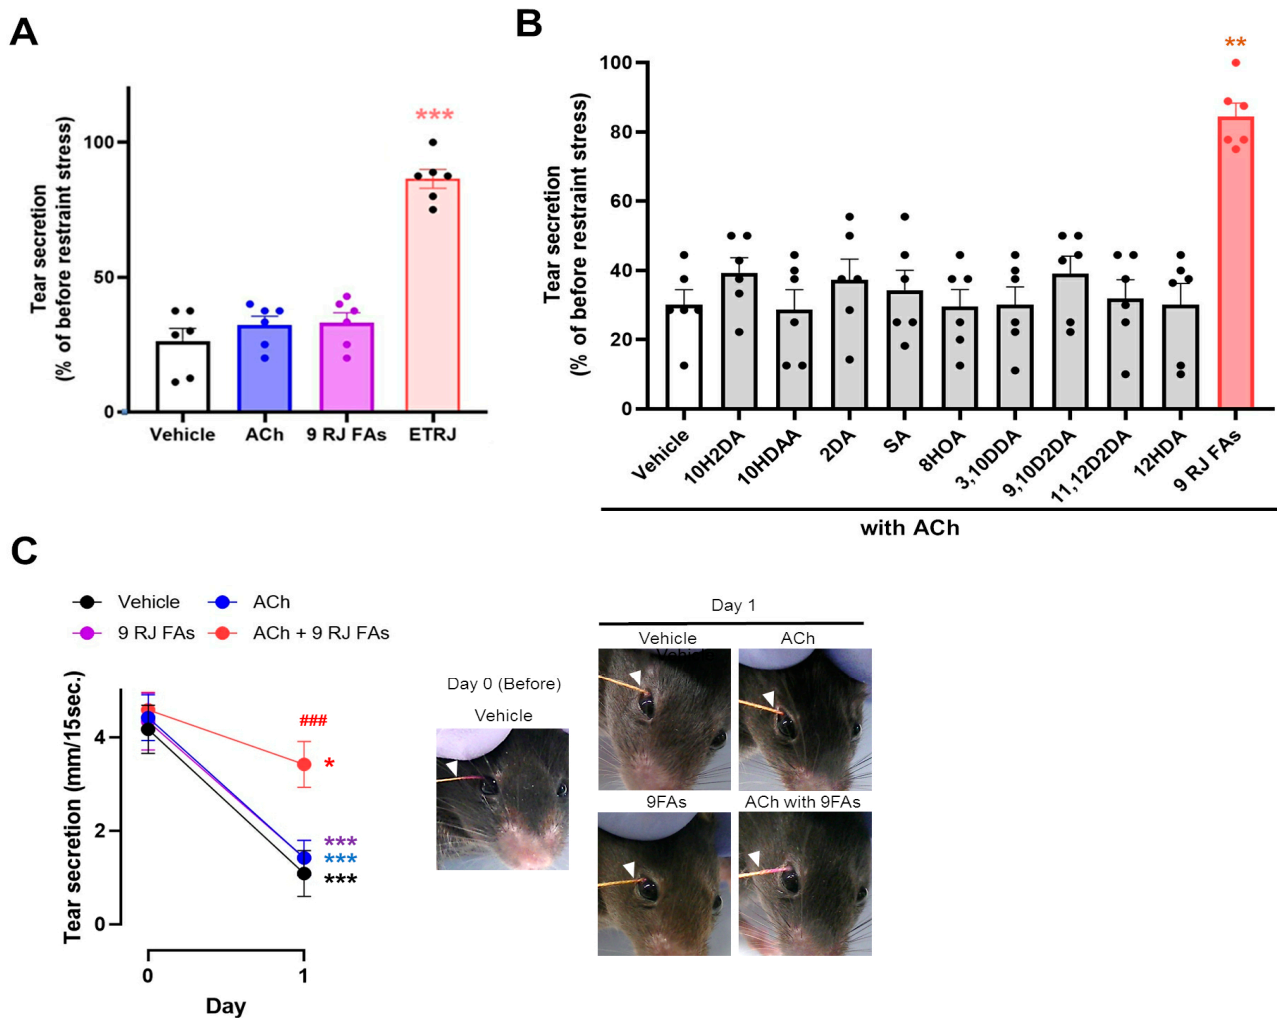 A
Tear secretion
(% of before restraint stress)
100
50
0
***
Vehicle
ACh
9 RJ FAs
ETRJ
B
Tear secretion
(% of before restraint stress)
100
80
60
40
20
0
**
Vehicle
10H2DA
10HDAA
2DA
SA
8HOA
3,10DDA
9,10D2DA
11,12D2DA
12HDA
9 RJ FAs
with ACh
C
Vehicle
ACh
9 RJ FAs
ACh + 9 RJ FAs
Tear secretion (mm/15sec.)
4
2
0
###
*
***
***
***
0
1
Day
Day 0 (Before)
Vehicle
Day 1
Vehicle
ACh
9FAs
ACh with 9FAs